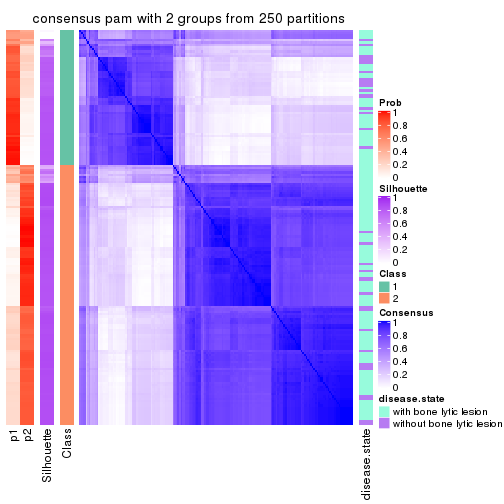 consensus pam with 2 groups from 250 partitions
Prob
1
0.8
0.6
0.4
0.2
0
Silhouette
1
0.8
0.6
0.4
0.2
0
Class
1
2
Consensus
1
0.8
0.6
0.4
0.2
0
disease.state
with bone lytic lesion
without bone lytic lesion
p1
p2
Silhouette
Class
disease.state